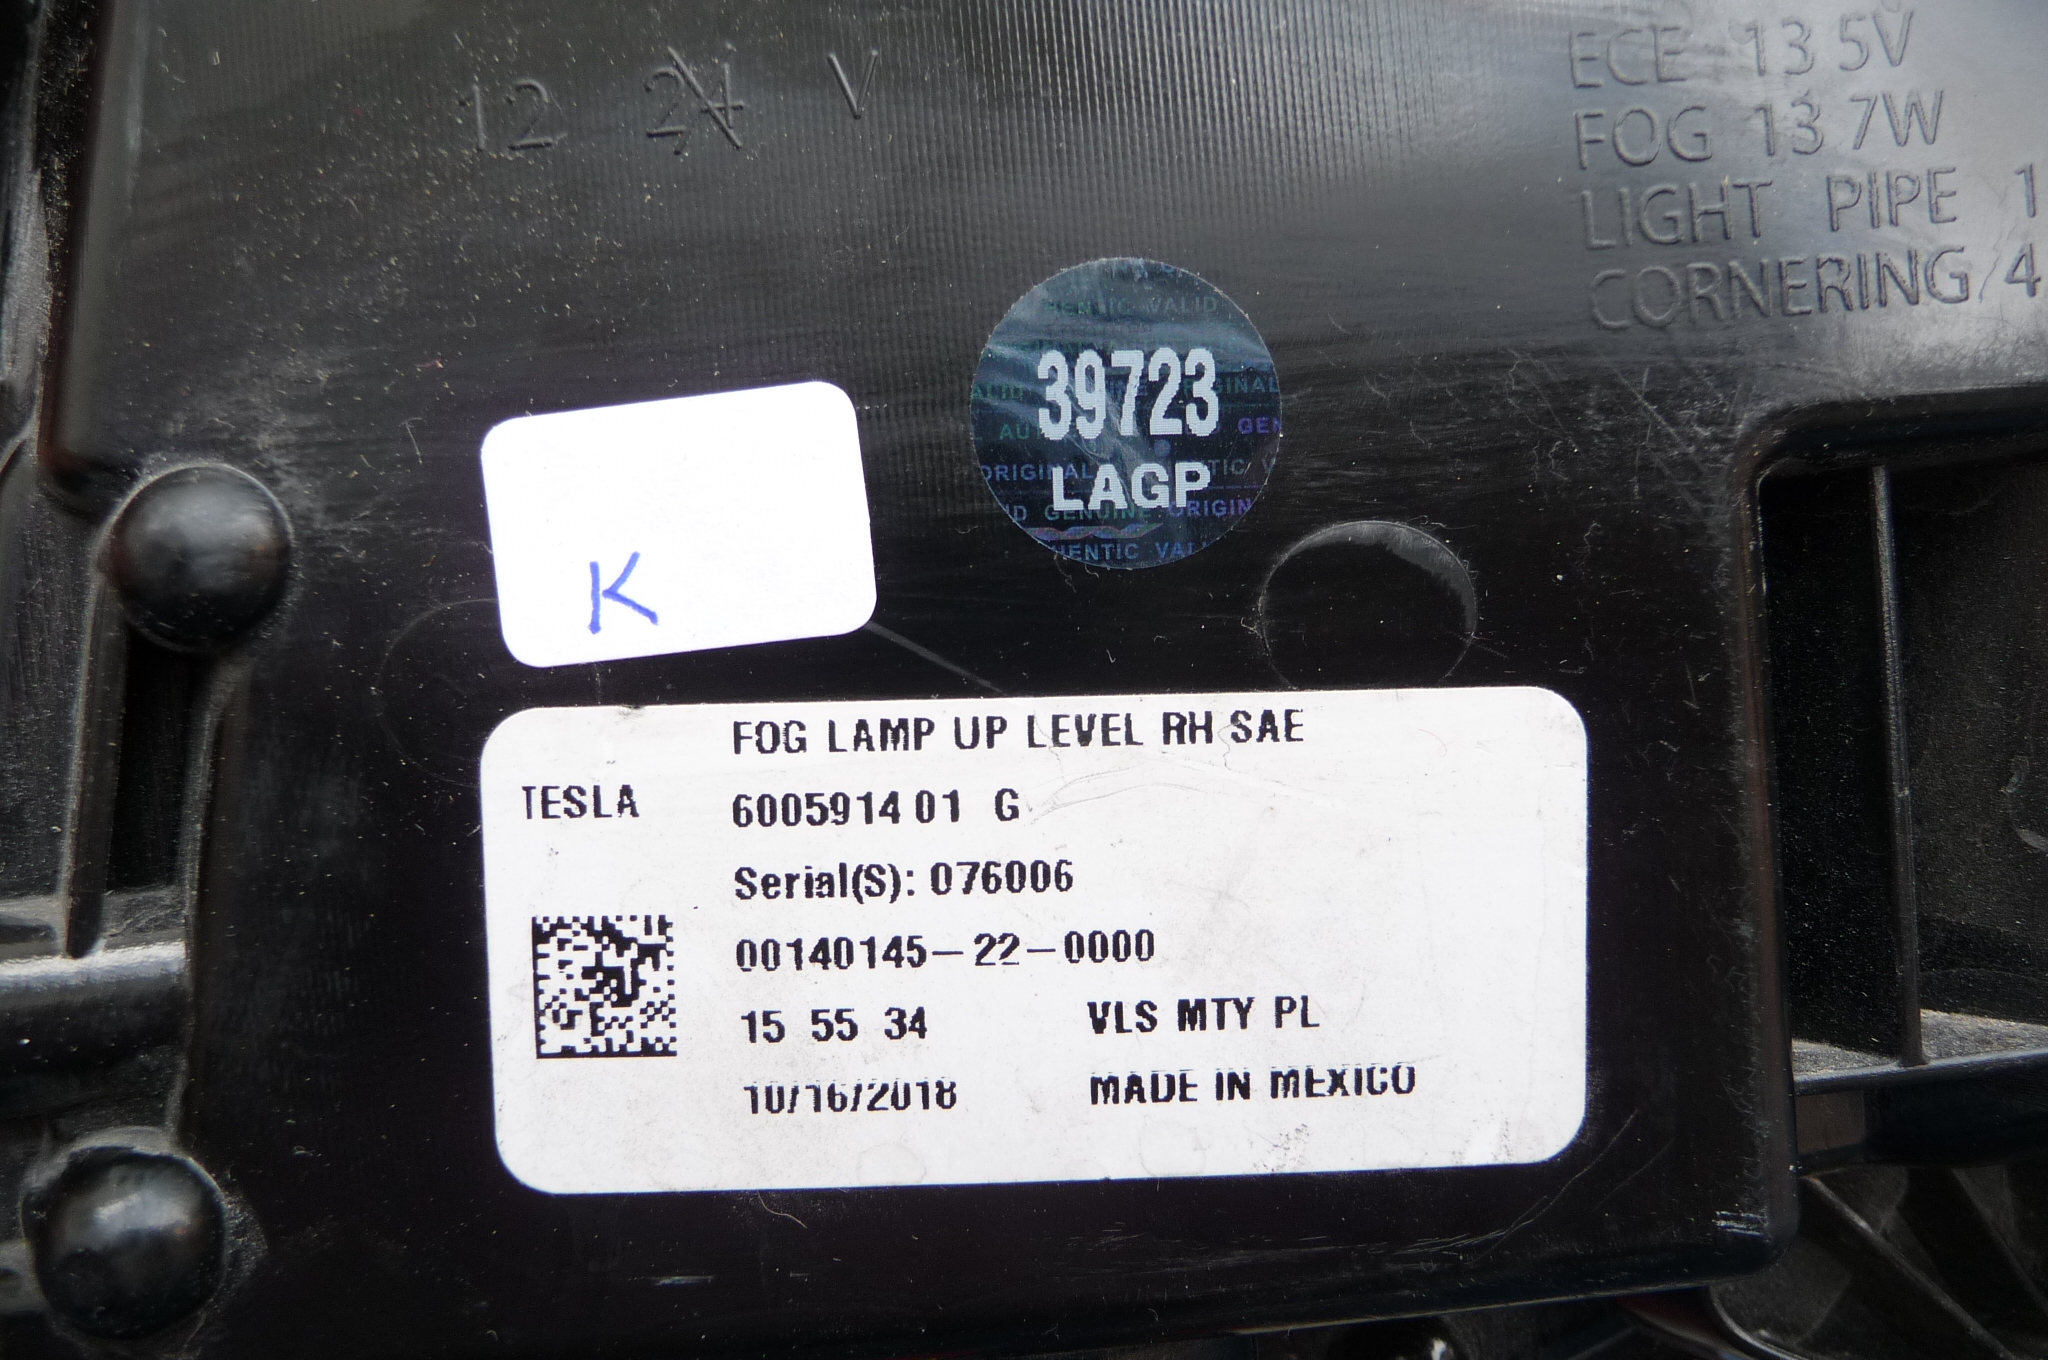 12 24 V
ECE 13 5V
FOG 13 7W
LIGHT PIPE 1
CORNERING 4
39723
LAGP
K
FOG LAMP UP LEVEL RH SAE
TESLA
6005914 01 G
Serial(S): 076006
00140145-22-0000
15 55 34
VLS MTY PL
10/16/2018
MADE IN MEXICO